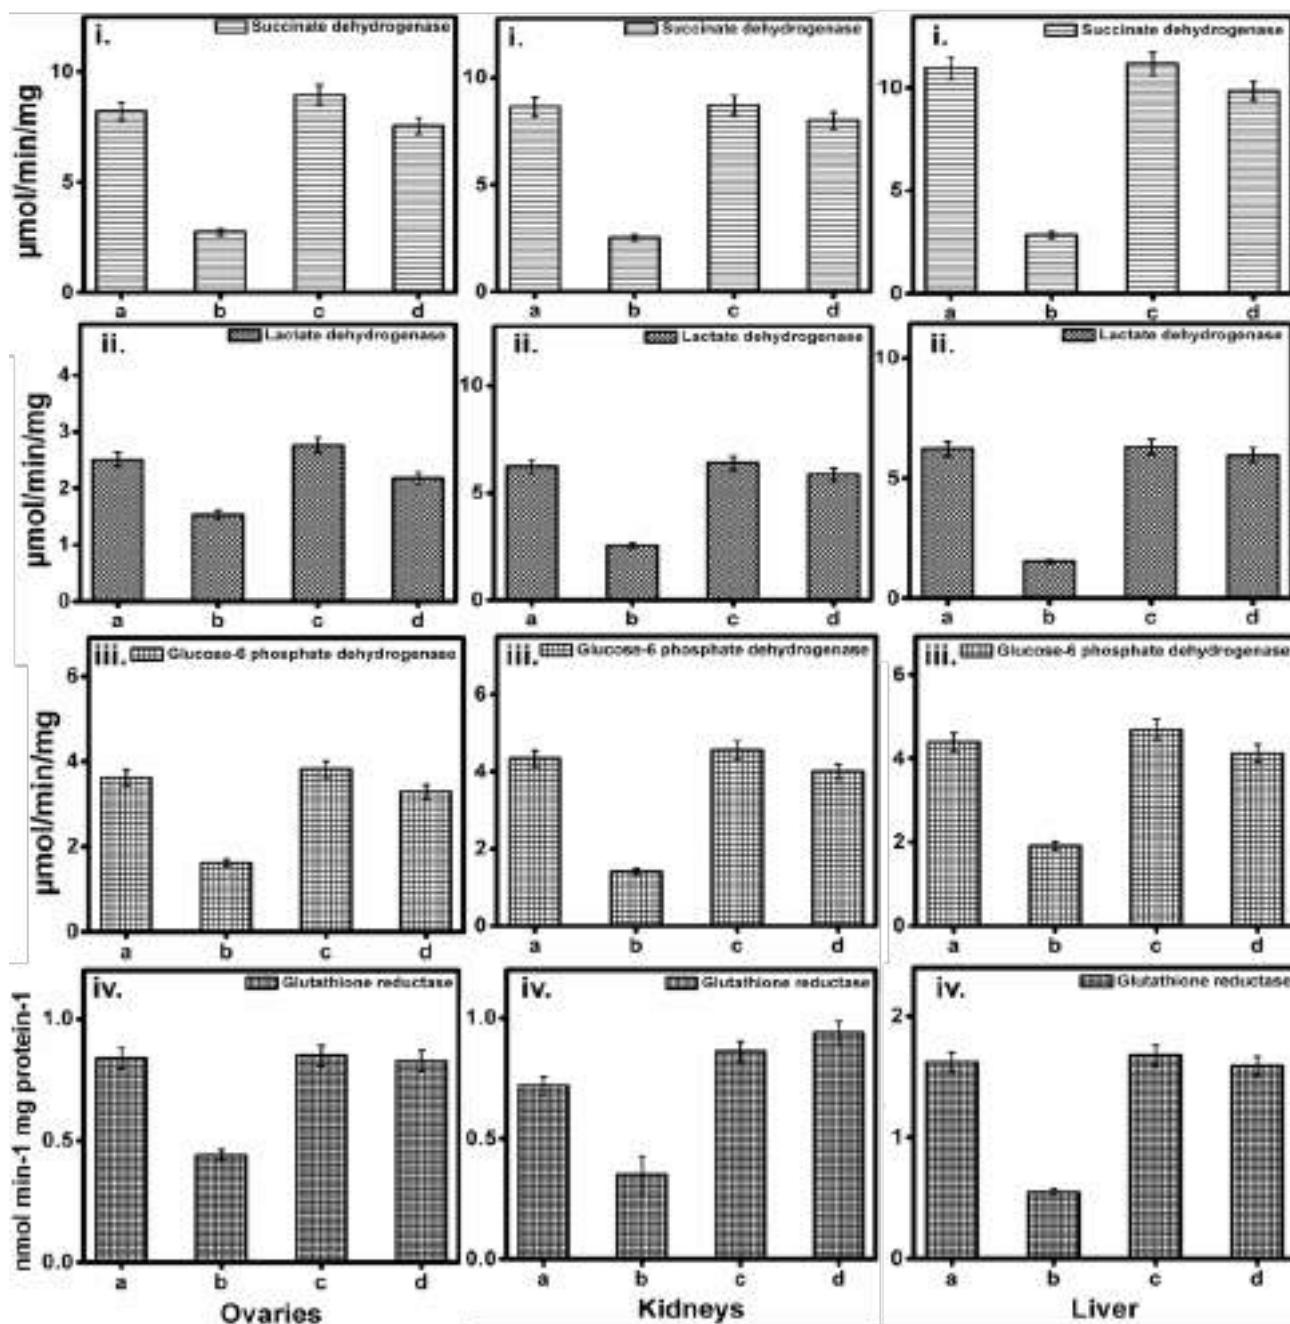 i.
Succinate dehydrogenase
i.
Succinate dehydrogenase
i.
Succinate dehydrogenase
µmol/min/mg
10
5
0
a b c d
10
5
0
a b c d
10
5
0
a b c d
ii.
Lactate dehydrogenase
ii.
Lactate dehydrogenase
ii.
Lactate dehydrogenase
µmol/min/mg
4
3
2
1
0
a b c d
10
5
0
a b c d
10
5
0
a b c d
iii.
Glucose-6 phosphate dehydrogenase
iii.
Glucose-6 phosphate dehydrogenase
iii.
Glucose-6 phosphate dehydrogenase
µmol/min/mg
6
4
2
0
a b c d
6
4
2
0
a b c d
6
4
2
0
a b c d
iv.
Glutathione reductase
iv.
Glutathione reductase
iv.
Glutathione reductase
nmol min-1 mg protein-1
1.0
0.5
0.0
a b c d
1.0
0.5
0.0
a b c d
2
1
0
a b c d
Ovaries
Kidneys
Liver